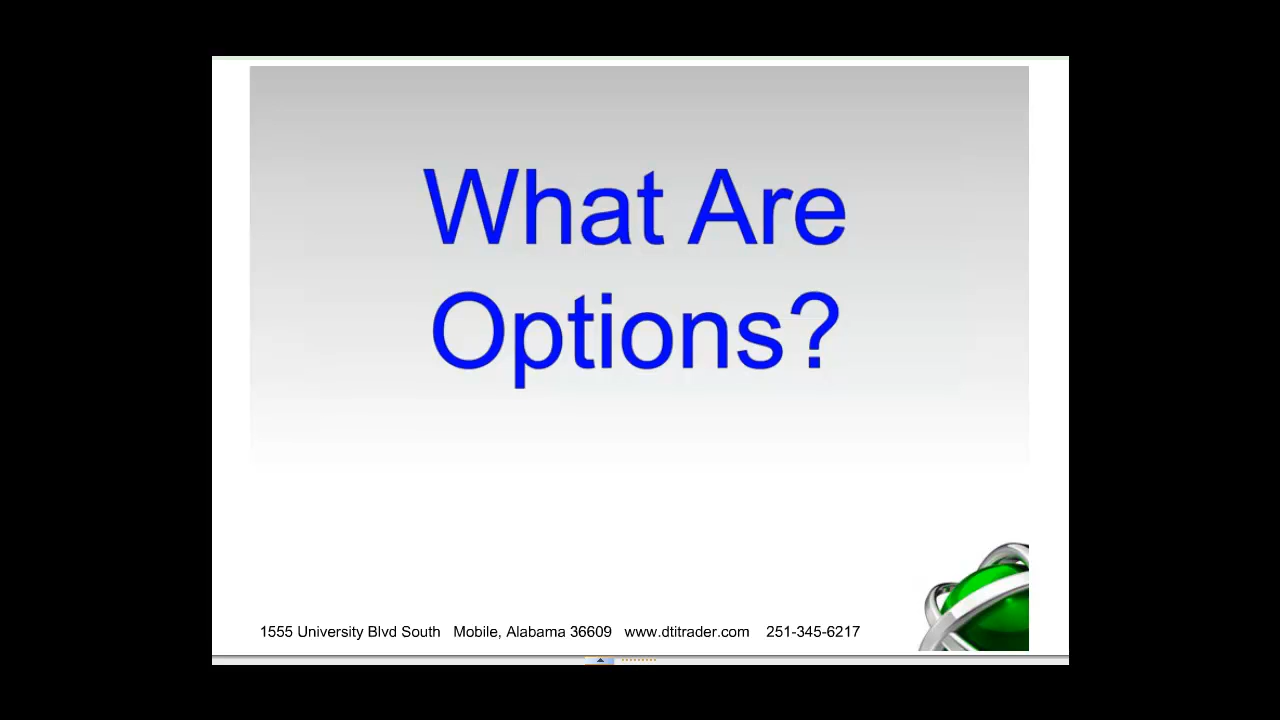 What Are
Options?
1555 University Blvd South Mobile, Alabama 36609 www.dtitrader.com 251-345-6217